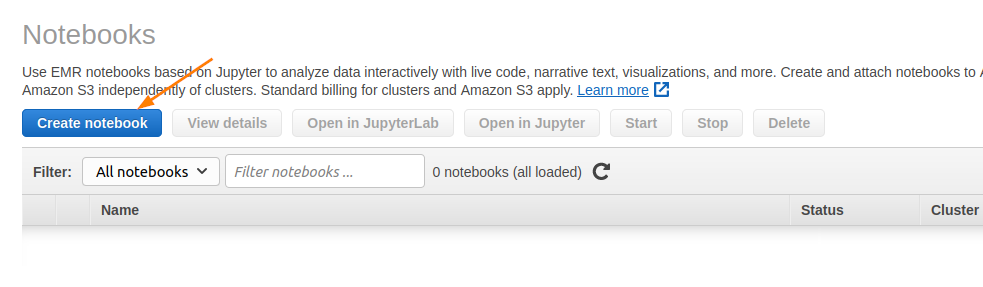 Notebooks
Use EMR notebooks based on Jupyter to analyze data interactively with live code, narrative text, visualizations, and more. Create and attach notebooks to
Amazon S3 independently of clusters. Standard billing for clusters and Amazon S3 apply. Learn more
Create notebook View details Open in JupyterLab Open in Jupyter Start Stop Delete
Filter: All notebooks Filter notebooks ... 0 notebooks (all loaded)
Name Status Cluster